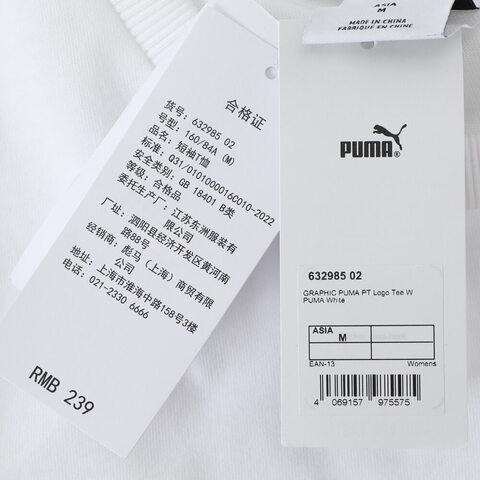 合格证
货号: 632985 02
号型: 160/84A (M)
品名: 短袖T恤
标准: Q31/0101000016C010-2022
安全类别: GB 18401 B类
等级: 合格品
委托生产厂: 江苏东洲服装有
限公司
厂址: 泗阳县经济开发区黄河南
路88号
经销商: 彪马(上海)商贸有限
公司
地址: 上海市淮海中路158号3楼
电话: 021-2330 6666
RMB 239
ASIA
M
MADE IN CHINA
FABRIQUÉ EN CHINE
PUMA®
632985 02
GRAPHIC PUMA PT Logo Tee W
PUMA White
ASIA M
EAN-13 Womens
4 069157 975575